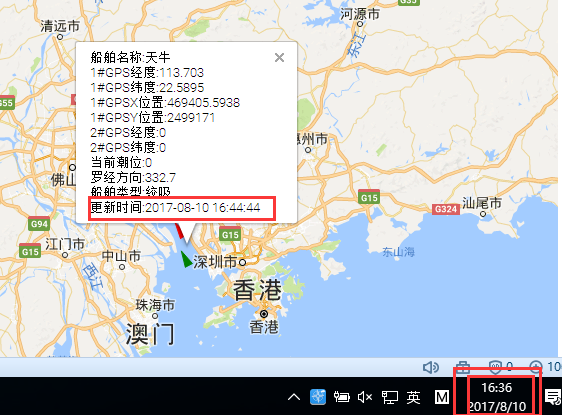 清远市
河源市
G55
东江
船舶名称:天牛
1#GPS经度:113.703
1#GPS纬度:22.5895
1#GPSX位置:469405.5938
1#GPSY位置:2499171
2#GPS经度:0
2#GPS纬度:0
当前潮位:0
罗经方向:332.7
船舶类型:绞吸
更新时间:2017-08-10 16:44:44
惠州市
佛山
G94
G15
G15
G324
汕尾市
G15
江门市
中山市
西江
深圳市
东山海
珠海市
香港
香港
澳门
0
10
英
M
16:36
2017/8/10